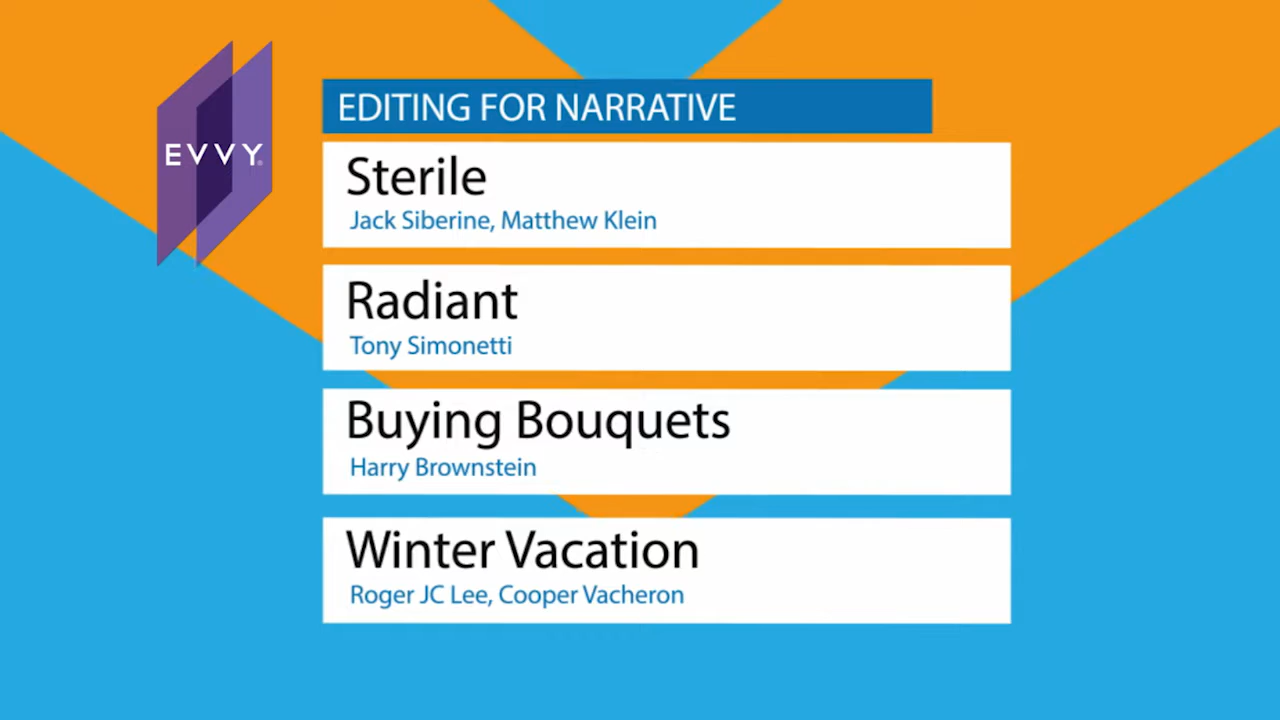 EVVY
EDITING FOR NARRATIVE
Sterile
Jack Siberine, Matthew Klein
Radiant
Tony Simonetti
Buying Bouquets
Harry Brownstein
Winter Vacation
Roger JC Lee, Cooper Vacheron